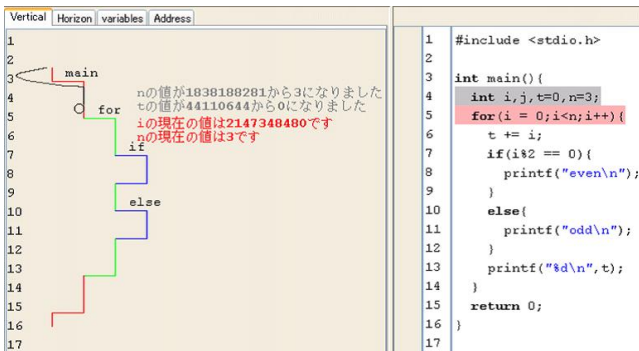 Vertical Horizon variables Address
1
2
3
4
5
6
7
8
9
10
11
12
13
14
15
16
17
main
nの値が1838188281から3になりました
for
tの値が44110644から0になりました
iの現在の値は2147348480です
nの現在の値は3です
if
else
1 #include <stdio.h>
2
3 int main(){
4 int i,j,t=0,n=3;
5 for(i = 0;i<n;i++){
6 t += i;
7 if(i%2 == 0){
8 printf("even\n");
9 }
10 else{
11 printf("odd\n");
12 }
13 printf("%d\n",t);
14 }
15 return 0;
16 }
17